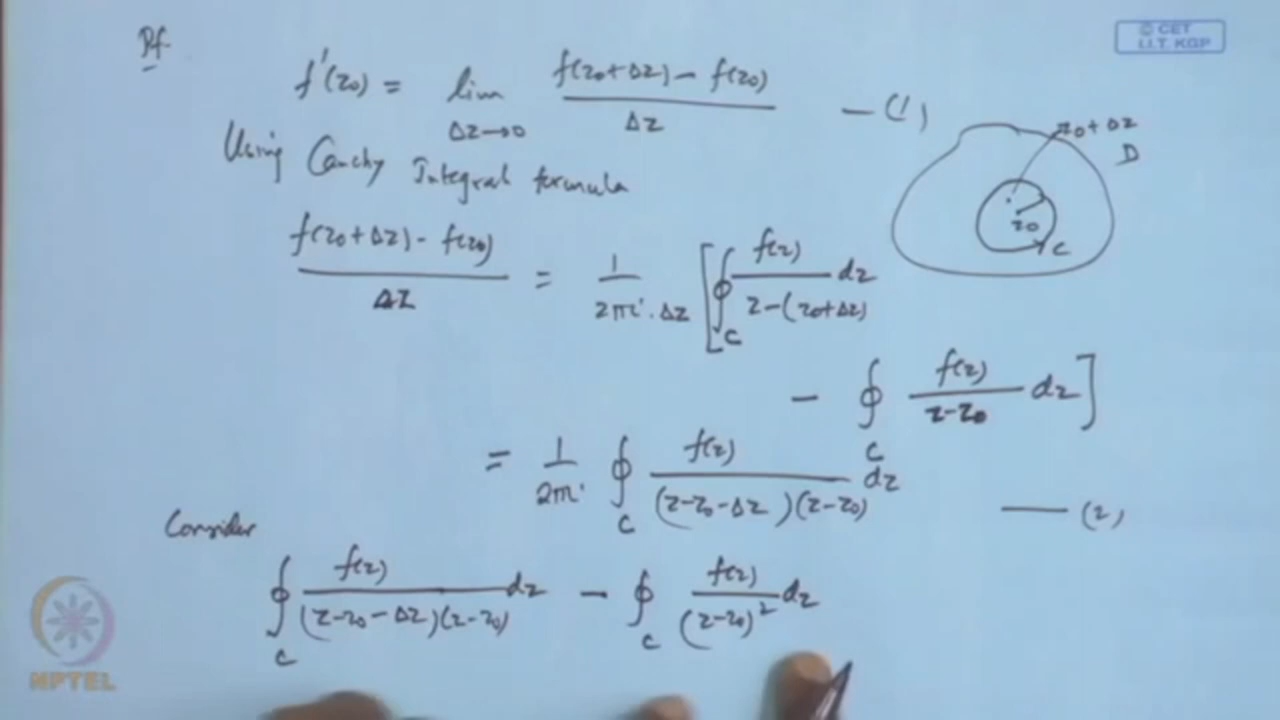 Pf.
© CET
I.I.T. KGP
f'(z0) = lim Δz→0 f(z0+Δz) - f(z0) / Δz — (1)
z0+Δz
D
z0
C
Using Cauchy Integral formula
f(z0+Δz) - f(z0) / Δz = 1 / 2πi·Δz [ ∮C f(z) / z-(z0+Δz) dz
- ∮C f(z) / z-z0 dz ]
= 1 / 2πi ∮C f(z) / (z-z0-Δz)(z-z0) dz — (2)
Consider
∮C f(z) / (z-z0-Δz)(z-z0) dz - ∮C f(z) / (z-z0)² dz
NPTEL